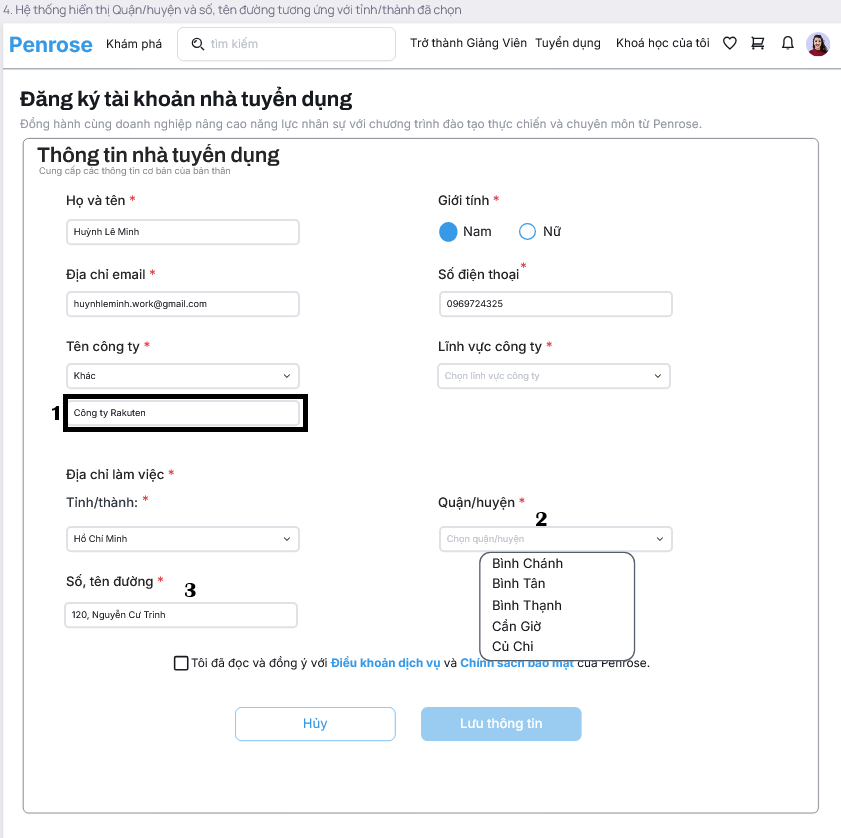 4. Hệ thống hiển thị Quận/huyện và số, tên đường tương ứng với tỉnh/thành đã chọn
Penrose Khám phá tìm kiếm Trở thành Giảng Viên Tuyển dụng Khoá học của tôi
Đăng ký tài khoản nhà tuyển dụng
Đồng hành cùng doanh nghiệp nâng cao năng lực nhân sự với chương trình đào tạo thực chiến và chuyên môn từ Penrose.
Thông tin nhà tuyển dụng
Cung cấp các thông tin cơ bản của bản thân
Họ và tên * Giới tính *
Huỳnh Lê Minh Nam Nữ
Địa chỉ email * Số điện thoại *
huynhleminh.work@gmail.com 0969724325
Tên công ty * Lĩnh vực công ty *
Khác Chọn lĩnh vực công ty
1 Công ty Rakuten
Địa chỉ làm việc *
Tỉnh/thành: * Quận/huyện *
2
Hồ Chí Minh Chọn quận/huyện
Bình Chánh
Số, tên đường * Bình Tân
3 Bình Thạnh
120, Nguyễn Cư Trinh
Cần Giờ
Củ Chi
Tôi đã đọc và đồng ý với Điều khoản dịch vụ và Chính sách bảo mật của Penrose.
Hủy Lưu thông tin